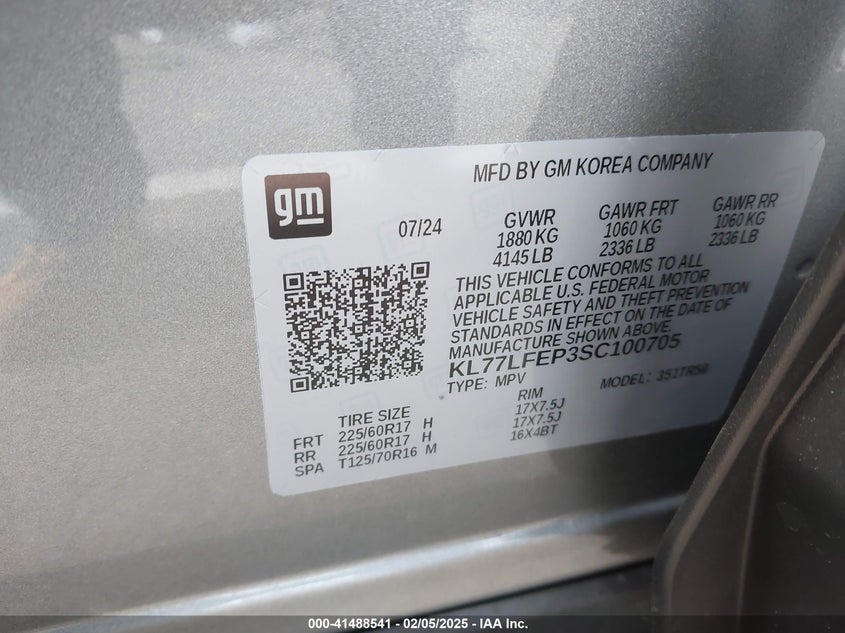 gm
MFD BY GM KOREA COMPANY
07/24
GVWR GAWR FRT GAWR RR
1880 KG 1060 KG 1060 KG
4145 LB 2336 LB 2336 LB
THIS VEHICLE CONFORMS TO ALL
APPLICABLE U.S. FEDERAL MOTOR
VEHICLE SAFETY AND THEFT PREVENTION
STANDARDS IN EFFECT ON THE DATE OF
MANUFACTURE SHOWN ABOVE.
KL77LFEP3SC100705
TYPE: MPV MODEL:
TIRE SIZE RIM
FRT 225/60R17 H 17X7.5J
RR 225/60R17 H 17X7.5J
SPA T125/70R16 M 16X4BT
000-41488541 - 02/05/2025 - IAA Inc.